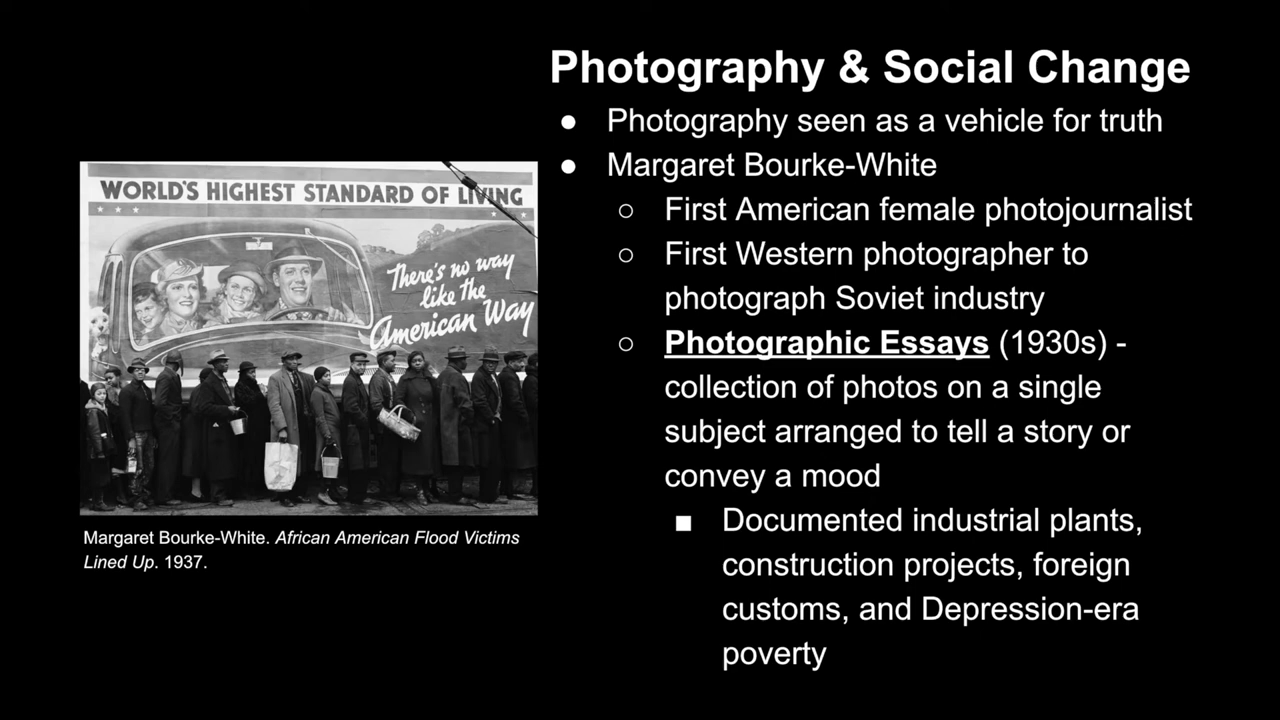 Photography & Social Change
● Photography seen as a vehicle for truth
● Margaret Bourke-White
○ First American female photojournalist
○ First Western photographer to
photograph Soviet industry
○ Photographic Essays (1930s) -
collection of photos on a single
subject arranged to tell a story or
convey a mood
■ Documented industrial plants,
construction projects, foreign
customs, and Depression-era
poverty
WORLD'S HIGHEST STANDARD OF LIVING
There's no way
like the
American Way
Margaret Bourke-White. African American Flood Victims
Lined Up. 1937.